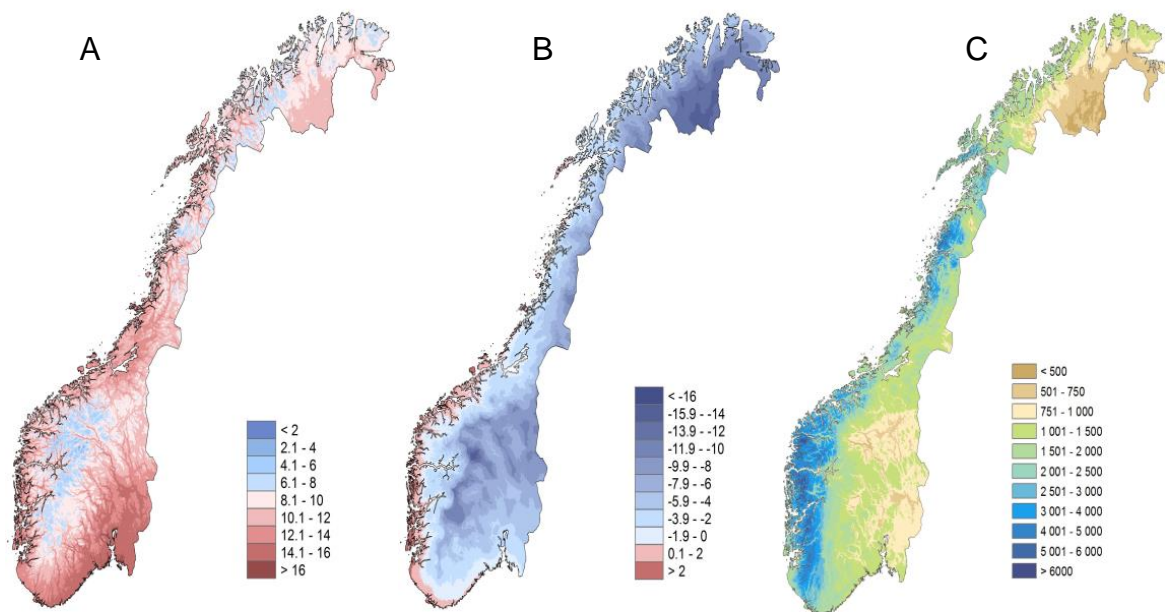 A
B
C
< 2
2.1 - 4
4.1 - 6
6.1 - 8
8.1 - 10
10.1 - 12
12.1 - 14
14.1 - 16
> 16
< -16
-15.9 - -14
-13.9 - -12
-11.9 - -10
-9.9 - -8
-7.9 - -6
-5.9 - -4
-3.9 - -2
-1.9 - 0
0.1 - 2
> 2
< 500
501 - 750
751 - 1 000
1 001 - 1 500
1 501 - 2 000
2 001 - 2 500
2 501 - 3 000
3 001 - 4 000
4 001 - 5 000
5 001 - 6 000
> 6000